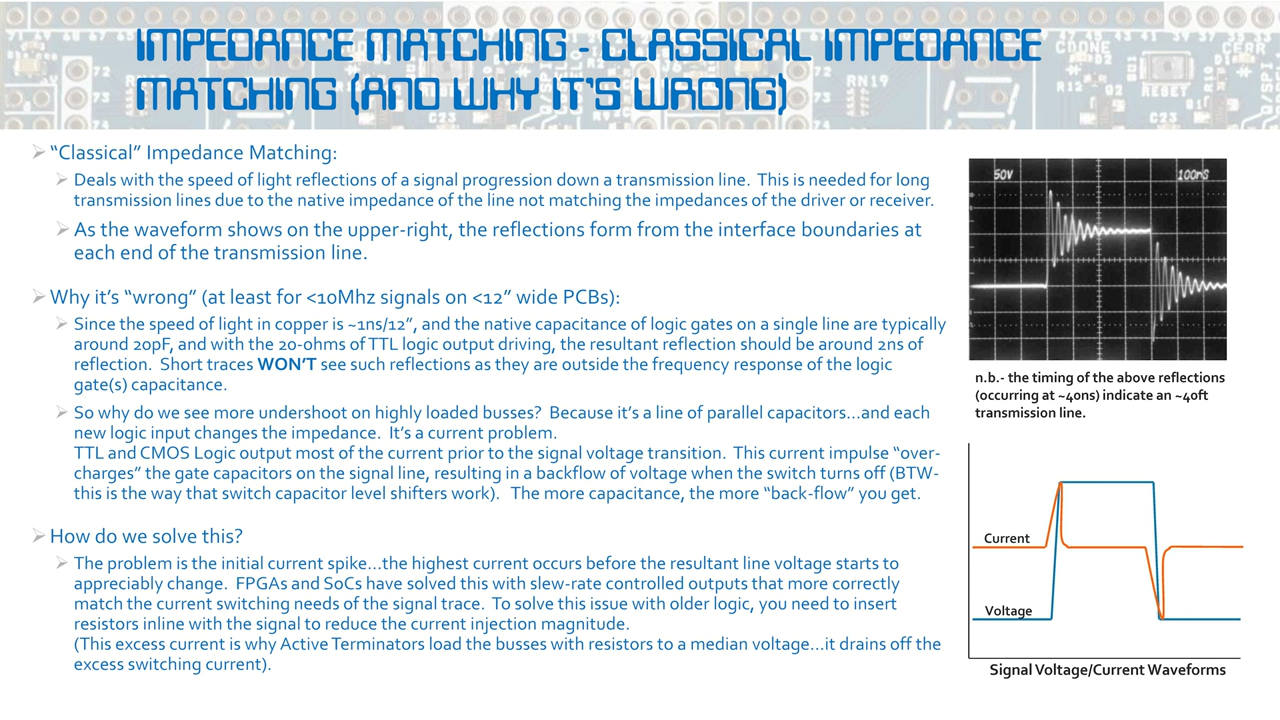 IMPEDANCE MATCHING - CLASSICAL IMPEDANCE
MATCHING (AND WHY IT'S WRONG)
"Classical" Impedance Matching:
Deals with the speed of light reflections of a signal progression down a transmission line. This is needed for long
transmission lines due to the native impedance of the line not matching the impedances of the driver or receiver.
As the waveform shows on the upper-right, the reflections form from the interface boundaries at
each end of the transmission line.
Why it's "wrong" (at least for <10Mhz signals on <12" wide PCBs):
Since the speed of light in copper is ~1ns/12", and the native capacitance of logic gates on a single line are typically
around 20pF, and with the 20-ohms of TTL logic output driving, the resultant reflection should be around 2ns of
reflection. Short traces WON'T see such reflections as they are outside the frequency response of the logic
gate(s) capacitance.
So why do we see more undershoot on highly loaded busses? Because it's a line of parallel capacitors...and each
new logic input changes the impedance. It's a current problem.
TTL and CMOS Logic output most of the current prior to the signal voltage transition. This current impulse "over-
charges" the gate capacitors on the signal line, resulting in a backflow of voltage when the switch turns off (BTW-
this is the way that switch capacitor level shifters work). The more capacitance, the more "back-flow" you get.
How do we solve this?
The problem is the initial current spike...the highest current occurs before the resultant line voltage starts to
appreciably change. FPGAs and SoCs have solved this with slew-rate controlled outputs that more correctly
match the current switching needs of the signal trace. To solve this issue with older logic, you need to insert
resistors inline with the signal to reduce the current injection magnitude.
(This excess current is why Active Terminators load the busses with resistors to a median voltage...it drains off the
excess switching current).
50V
100nS
n.b.- the timing of the above reflections
(occurring at ~40ns) indicate an ~40ft
transmission line.
Current
Voltage
Signal Voltage/Current Waveforms
72
73
74
RN19
C23
CDONE
RESET
R12
CERR
C23